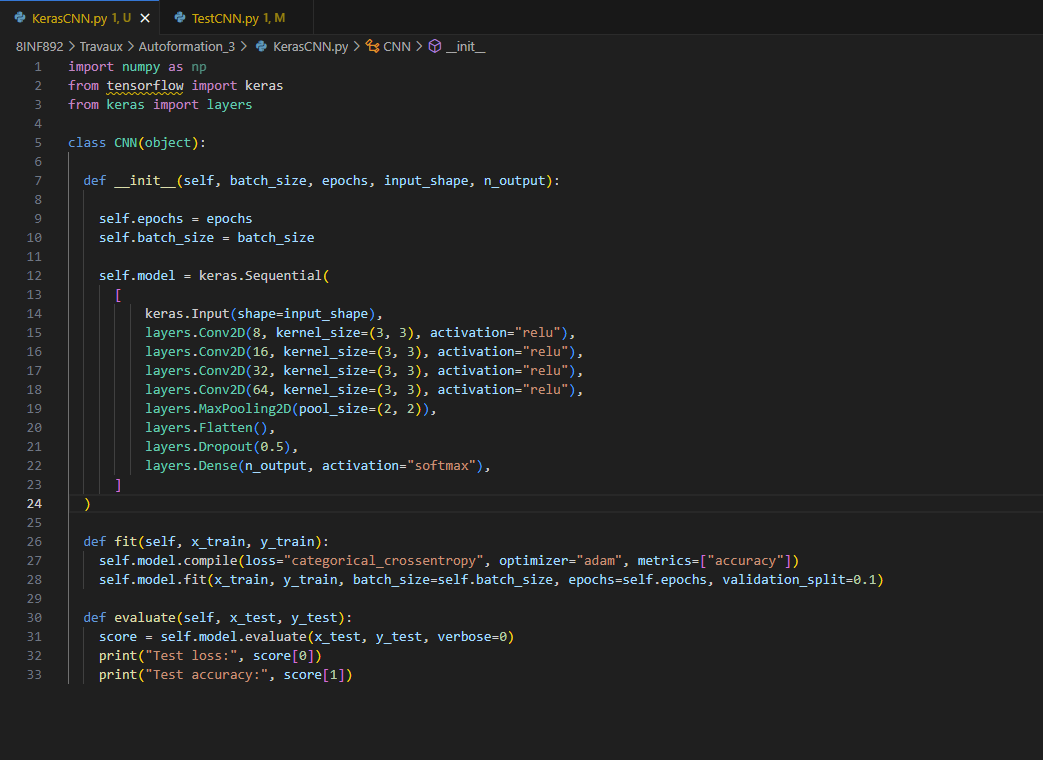 KerasCNN.py 1, U TestCNN.py 1, M
8INF892 > Travaux > Autoformation_3 > KerasCNN.py > CNN > __init__
1 import numpy as np
2 from tensorflow import keras
3 from keras import layers
4
5 class CNN(object):
6
7   def __init__(self, batch_size, epochs, input_shape, n_output):
8
9     self.epochs = epochs
10     self.batch_size = batch_size
11
12     self.model = keras.Sequential(
13       [
14           keras.Input(shape=input_shape),
15           layers.Conv2D(8, kernel_size=(3, 3), activation="relu"),
16           layers.Conv2D(16, kernel_size=(3, 3), activation="relu"),
17           layers.Conv2D(32, kernel_size=(3, 3), activation="relu"),
18           layers.Conv2D(64, kernel_size=(3, 3), activation="relu"),
19           layers.MaxPooling2D(pool_size=(2, 2)),
20           layers.Flatten(),
21           layers.Dropout(0.5),
22           layers.Dense(n_output, activation="softmax"),
23       ]
24   )
25
26   def fit(self, x_train, y_train):
27     self.model.compile(loss="categorical_crossentropy", optimizer="adam", metrics=["accuracy"])
28     self.model.fit(x_train, y_train, batch_size=self.batch_size, epochs=self.epochs, validation_split=0.1)
29
30   def evaluate(self, x_test, y_test):
31     score = self.model.evaluate(x_test, y_test, verbose=0)
32     print("Test loss:", score[0])
33     print("Test accuracy:", score[1])